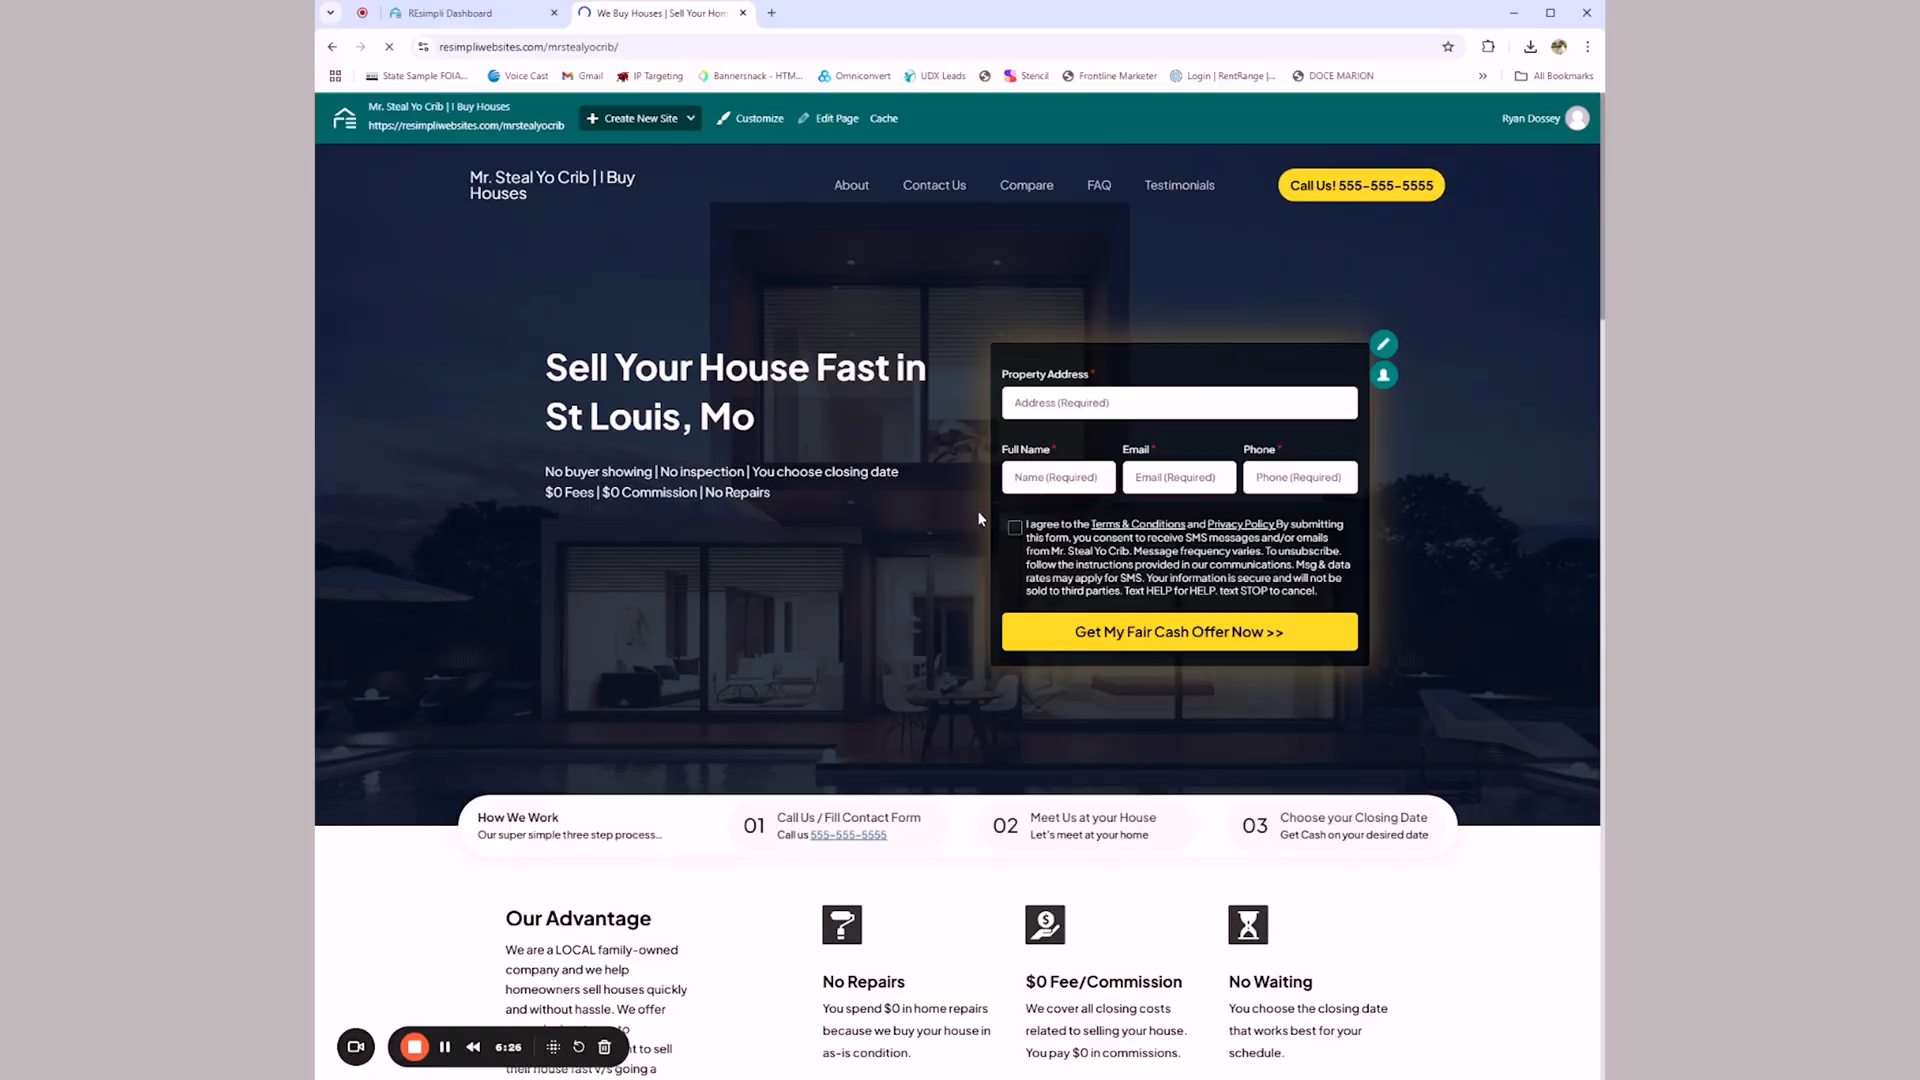 REsimpli Dashboard
We Buy Houses | Sell Your Hom
resimpliwebsites.com/mrstealyocrib/
State Sample FOIA...
Voice Cast
Gmail
IP Targeting
Bannersnack - HTM...
Omniconvert
UDX Leads
Stencil
Frontline Marketer
Login | RentRange |...
DOCE MARION
»
All Bookmarks
Mr. Steal Yo Crib | I Buy Houses
https://resimpliwebsites.com/mrstealyocrib
Create New Site
Customize
Edit Page
Cache
Ryan Dossey
Mr. Steal Yo Crib | I Buy
Houses
About
Contact Us
Compare
FAQ
Testimonials
Call Us! 555-555-5555
Sell Your House Fast in
St Louis, Mo
No buyer showing | No inspection | You choose closing date
$0 Fees | $0 Commission | No Repairs
Property Address *
Address (Required)
Full Name *
Email *
Phone *
Name (Required)
Email (Required)
Phone (Required)
I agree to the Terms & Conditions and Privacy Policy By submitting
this form, you consent to receive SMS messages and/or emails
from Mr. Steal Yo Crib. Message frequency varies. To unsubscribe,
follow the instructions provided in our communications. Msg & data
rates may apply for SMS. Your information is secure and will not be
sold to third parties. Text HELP for HELP, text STOP to cancel.
Get My Fair Cash Offer Now >>
How We Work
Our super simple three step process...
01
Call Us / Fill Contact Form
Call us 555-555-5555
02
Meet Us at your House
Let's meet at your home
03
Choose your Closing Date
Get Cash on your desired date
Our Advantage
We are a LOCAL family-owned
company and we help
homeowners sell houses quickly
and without hassle. We offer
to
nt to sell
their house fast v/s going a
No Repairs
You spend $0 in home repairs
because we buy your house in
as-is condition.
$0 Fee/Commission
We cover all closing costs
related to selling your house.
You pay $0 in commissions.
No Waiting
You choose the closing date
that works best for your
schedule.
6:26